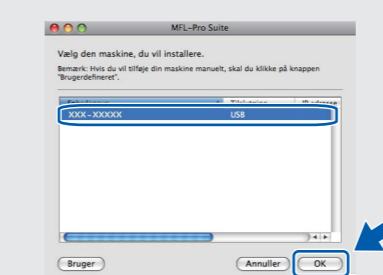 MFL-Pro Suite
Vælg den maskine, du vil installere.
Bemærk: Hvis du vil tilføje din maskine manuelt, skal du klikke på knappen
"Brugerdefineret".
XXX-XXXXX USB
Bruger Annuller OK